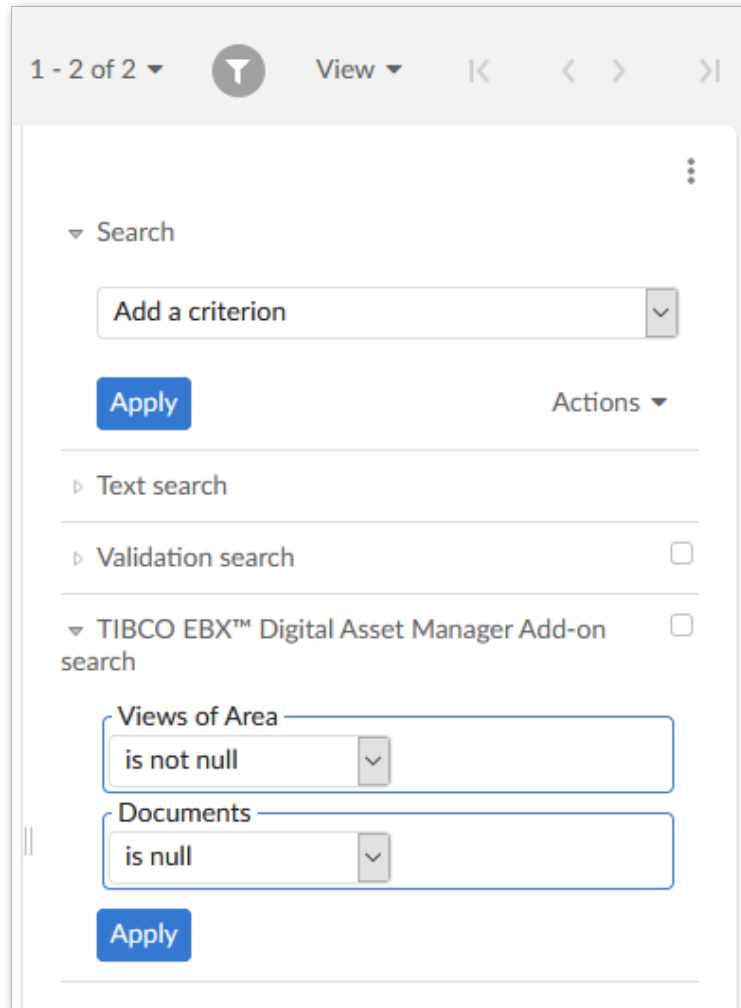 1 - 2 of 2
View
Search
Add a criterion
Apply
Actions
Text search
Validation search
TIBCO EBX™ Digital Asset Manager Add-on
search
Views of Area
is not null
Documents
is null
Apply